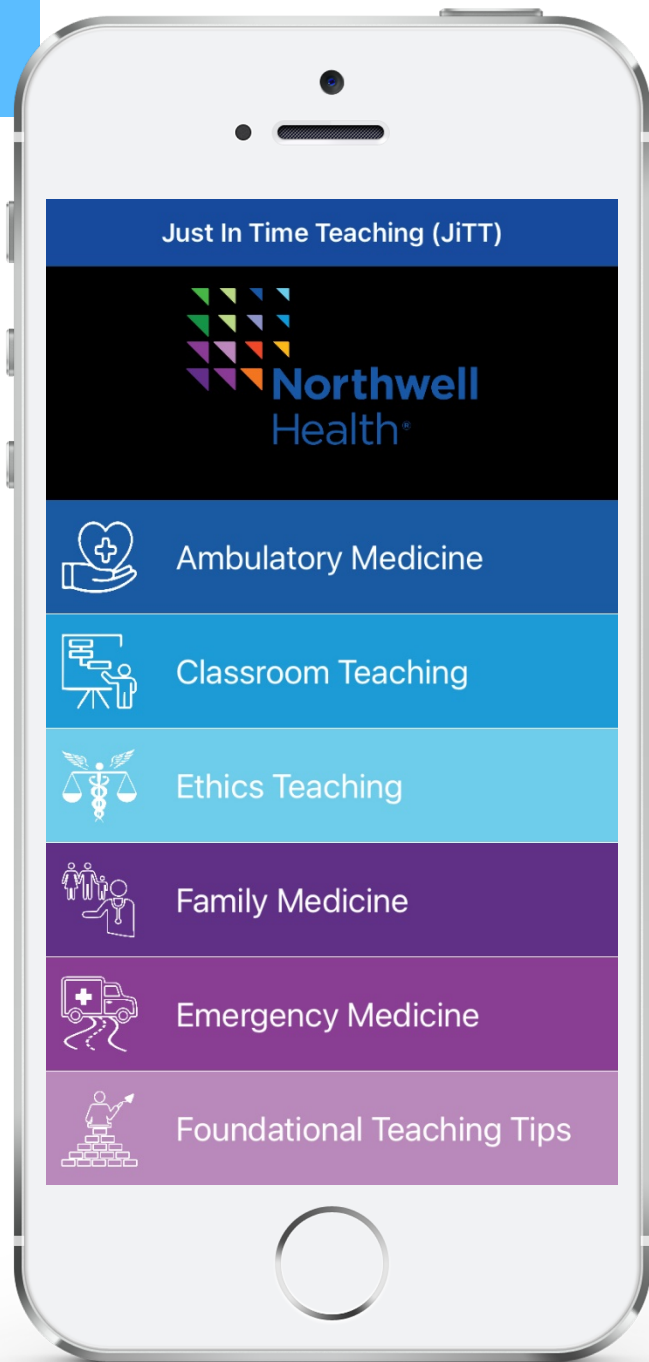 Just In Time Teaching (JiTT)
Northwell
Health®
Ambulatory Medicine
Classroom Teaching
Ethics Teaching
Family Medicine
Emergency Medicine
Foundational Teaching Tips